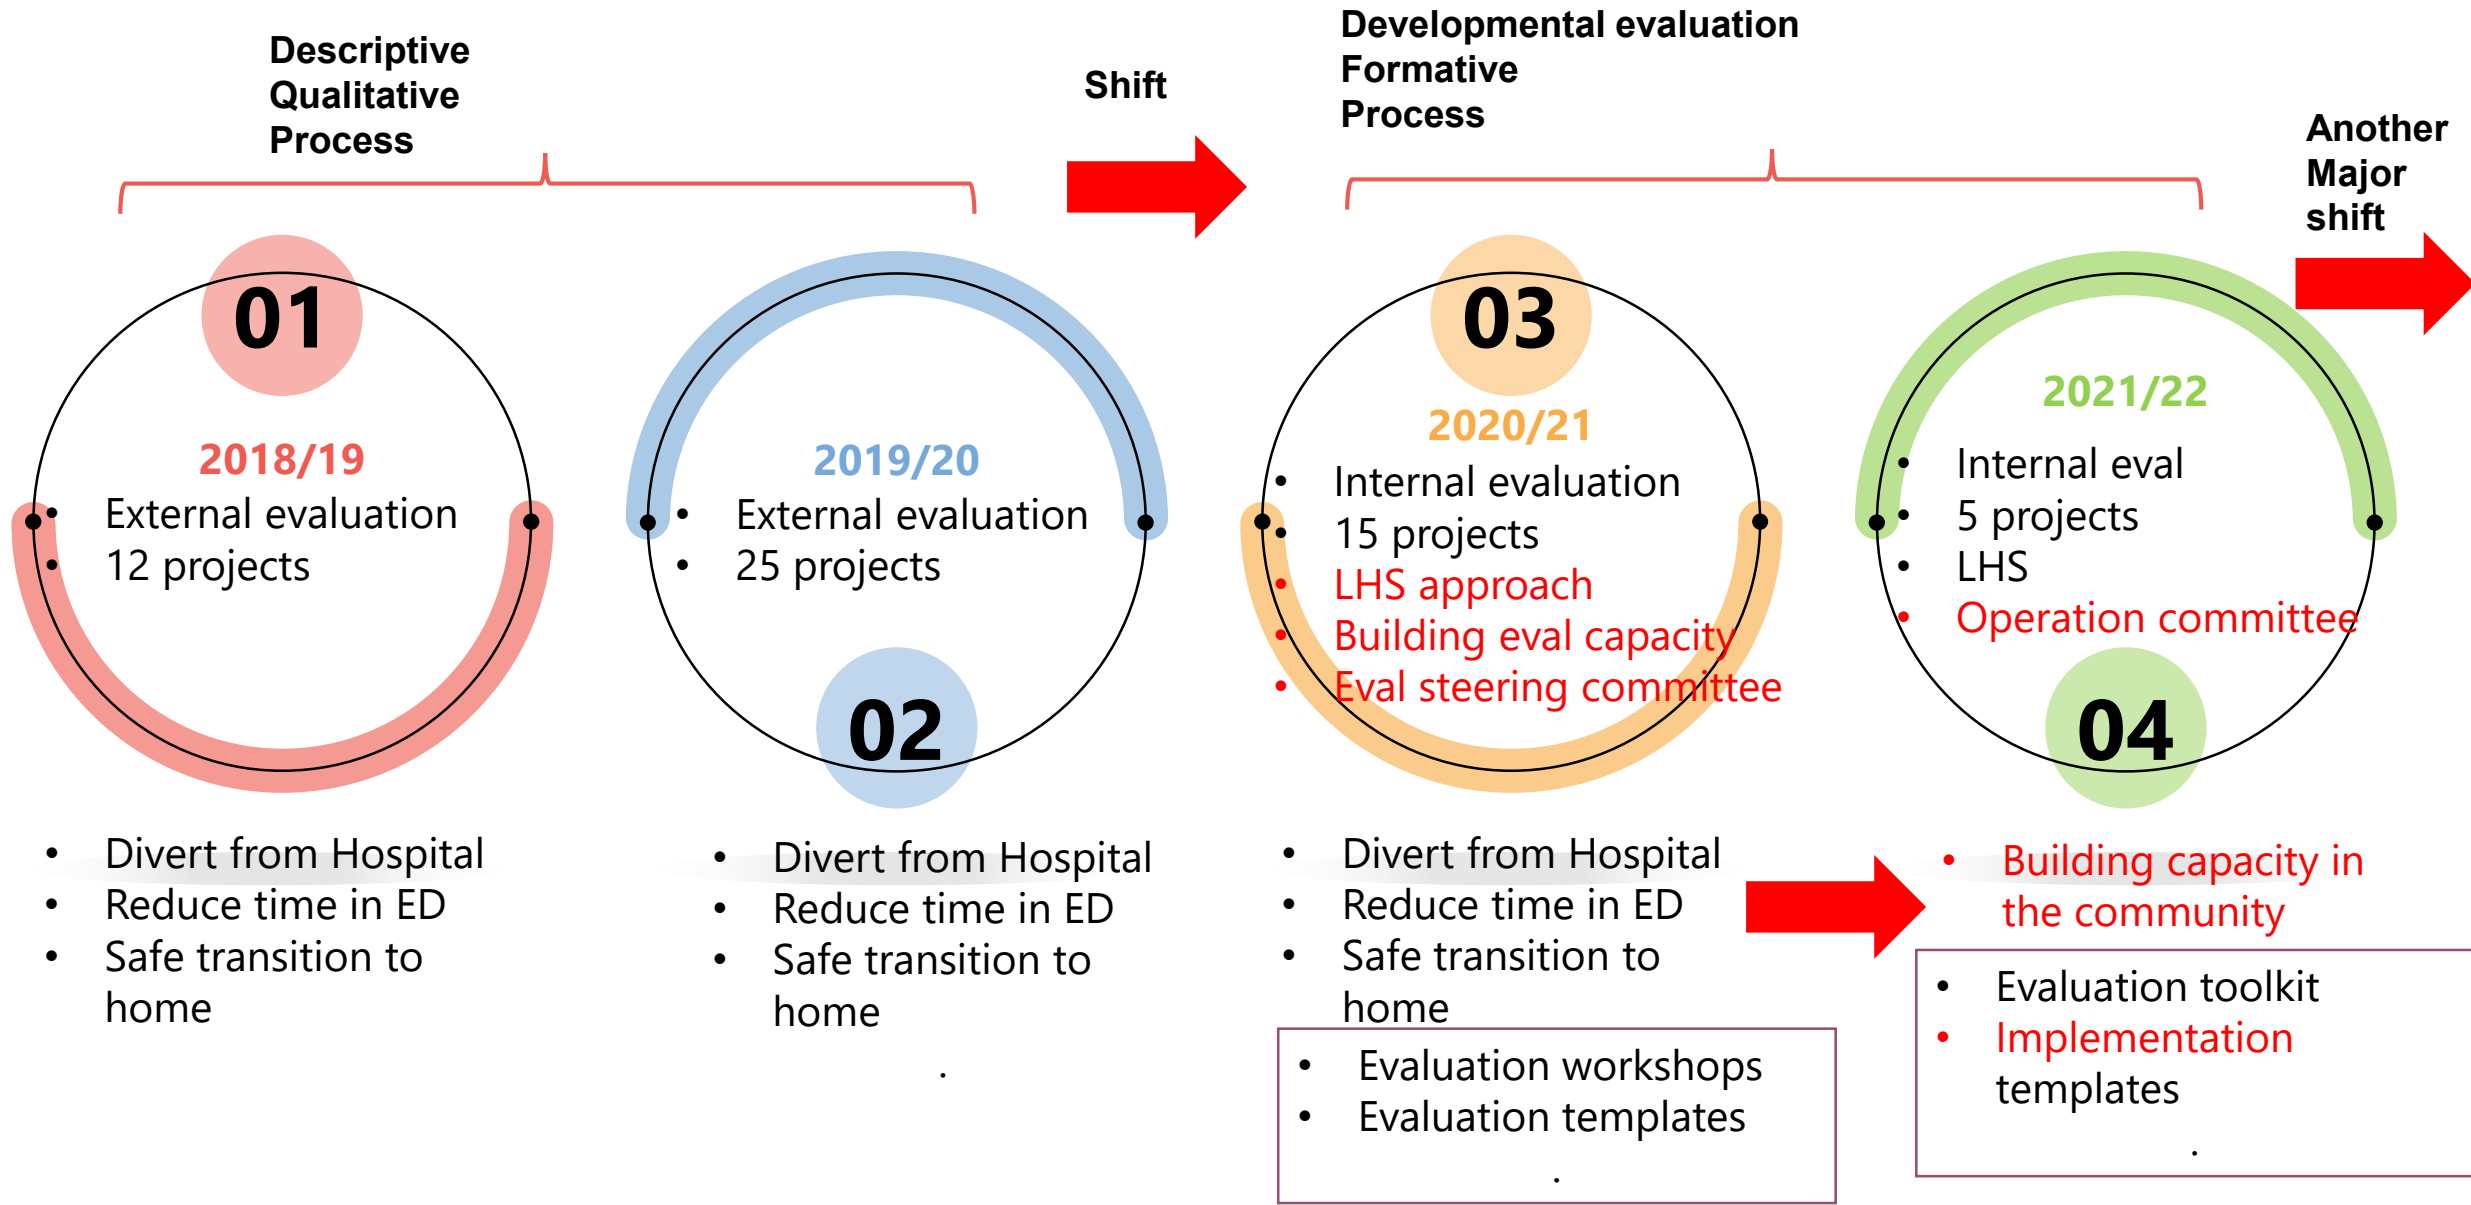 Descriptive
Qualitative
Process
Shift
Developmental evaluation
Formative
Process
Another
Major
shift
01
2018/19
• External evaluation
• 12 projects
2019/20
• External evaluation
• 25 projects
02
03
2020/21
• Internal evaluation
• 15 projects
• LHS approach
• Building eval capacity
• Eval steering committee
2021/22
• Internal eval
• 5 projects
• LHS
• Operation committee
04
• Divert from Hospital
• Reduce time in ED
• Safe transition to
home
• Divert from Hospital
• Reduce time in ED
• Safe transition to
home
.
• Divert from Hospital
• Reduce time in ED
• Safe transition to
home
• Evaluation workshops
• Evaluation templates
.
• Building capacity in
the community
• Evaluation toolkit
• Implementation
templates
.